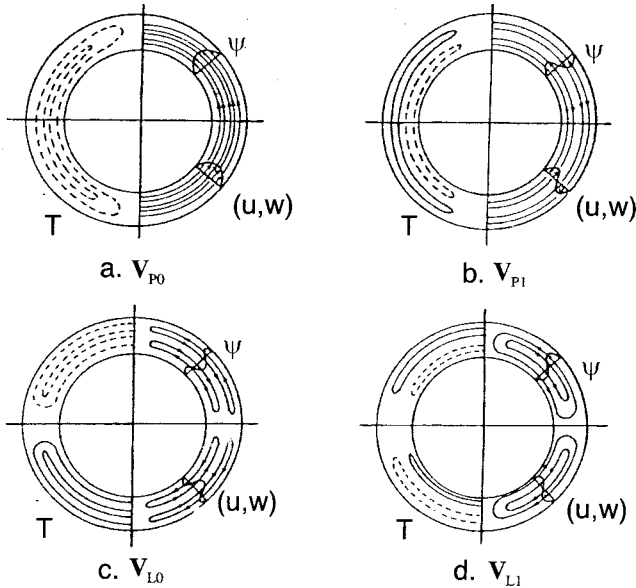 ψ
T
(u,w)
a. V_P0
ψ
T
(u,w)
b. V_P1
ψ
T
(u,w)
c. V_L0
ψ
T
(u,w)
d. V_L1